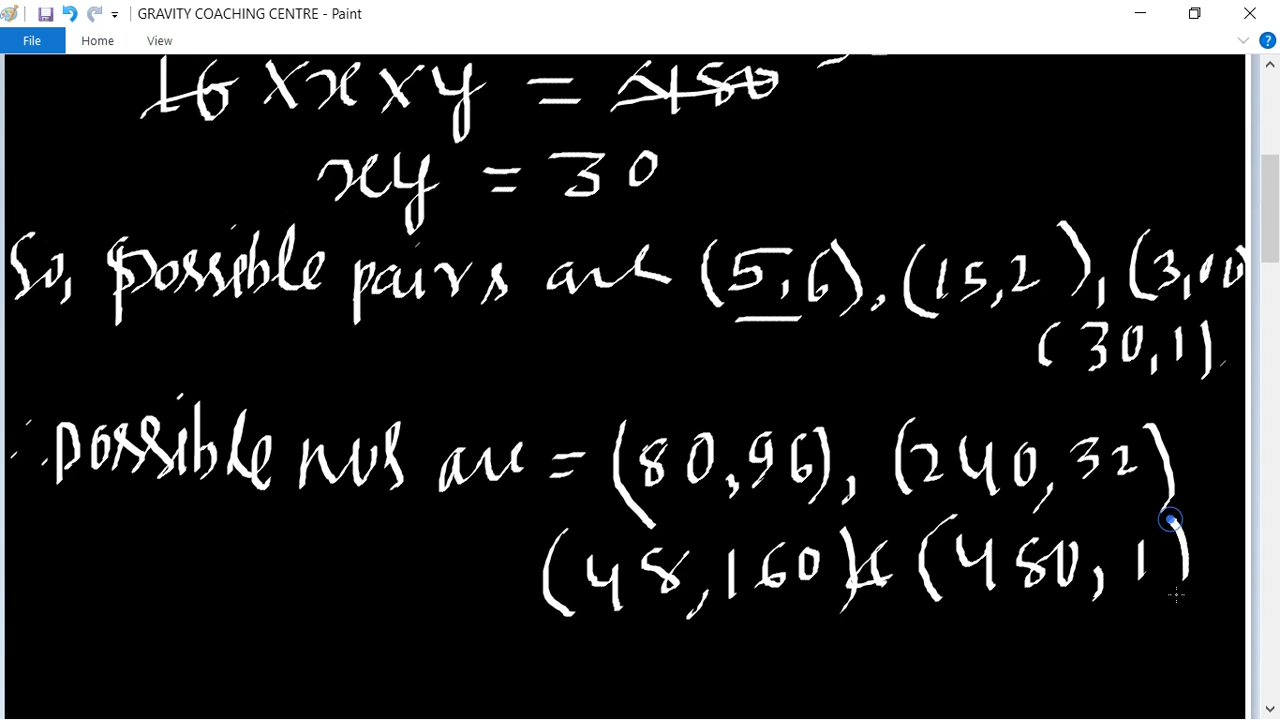 GRAVITY COACHING CENTRE - Paint
File Home View
16 × x × y = 480
xy = 30
So, possible pairs are (5,6), (15,2), (3,10)
(30,1)
∴ possible nos are = (80,96), (240,32)
(48,160) & (480,1)